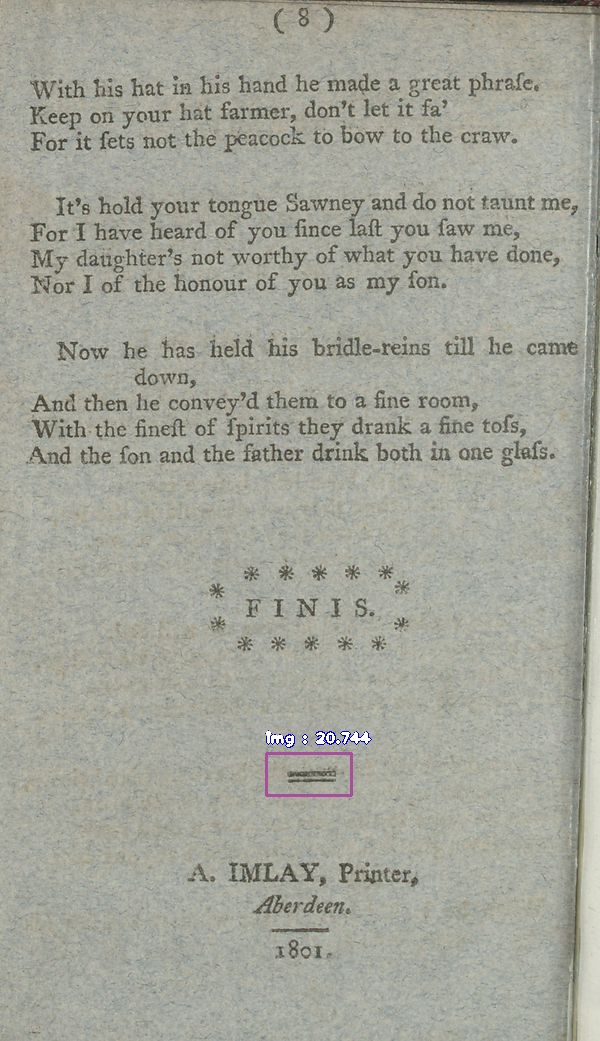 ( 8 )
With his hat in his hand he made a great phraſe.
Keep on your hat farmer, don't let it fa'
For it ſets not the peacock to bow to the craw.
It's hold your tongue Sawney and do not taunt me,
For I have heard of you ſince laſt you ſaw me,
My daughter's not worthy of what you have done,
Nor I of the honour of you as my ſon.
Now he has held his bridle-reins till he came
down,
And then he convey'd them to a fine room,
With the fineſt of ſpirits they drank a fine toſs,
And the ſon and the father drink both in one glaſs.
* * * * *
* *
F I N I S.
* *
* * * * *
Img : 20.744
A. IMLAY, Printer,
Aberdeen.
1801.